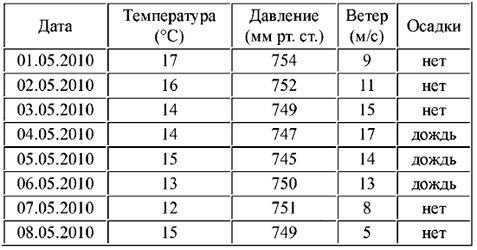 Дата Температура (°C) Давление (мм рт. ст.) Ветер (м/с) Осадки
01.05.2010 17 754 9 нет
02.05.2010 16 752 11 нет
03.05.2010 14 749 15 нет
04.05.2010 14 747 17 дождь
05.05.2010 15 745 14 дождь
06.05.2010 13 750 13 дождь
07.05.2010 12 751 8 нет
08.05.2010 15 749 5 нет